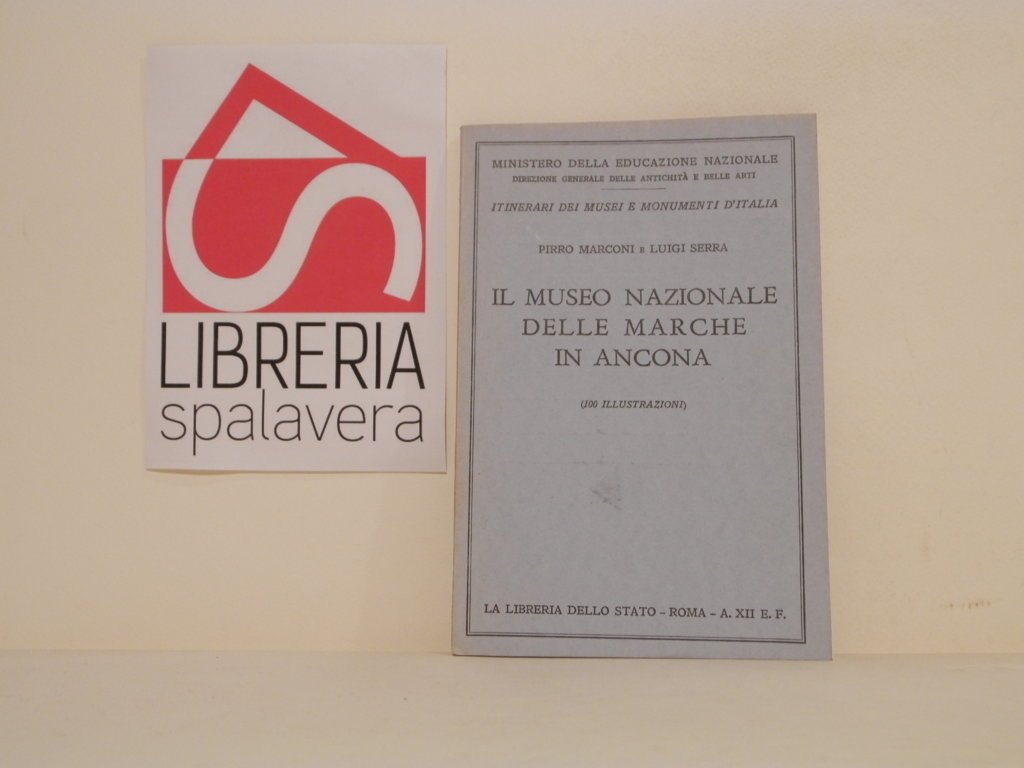 LIBRERIA
spalavera
MINISTERO DELLA EDUCAZIONE NAZIONALE
DIREZIONE GENERALE DELLE ANTICHITÀ E BELLE ARTI
ITINERARI DEI MUSEI E MONUMENTI D'ITALIA
PIRRO MARCONI E LUIGI SERRA
IL MUSEO NAZIONALE
DELLE MARCHE
IN ANCONA
(100 ILLUSTRAZIONI)
LA LIBRERIA DELLO STATO – ROMA – A. XII E. F.